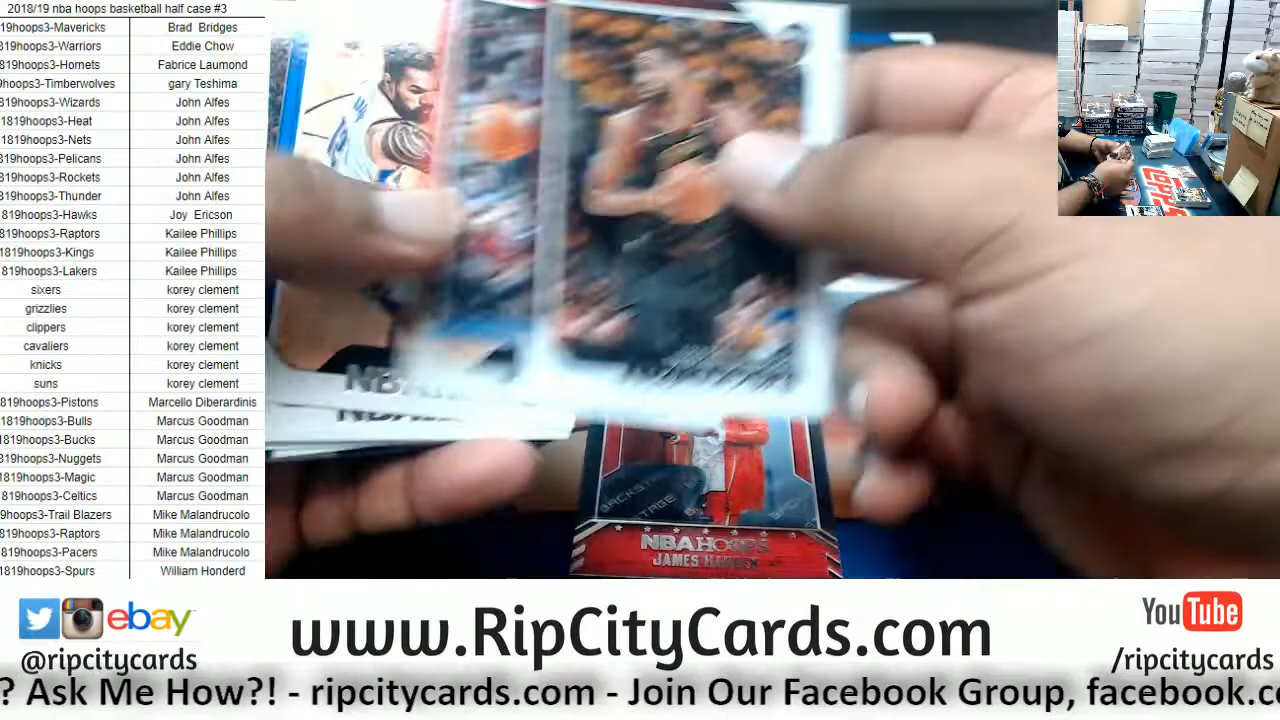 2018/19 nba hoops basketball half case #3
19hoops3-Mavericks Brad Bridges
819hoops3-Warriors Eddie Chow
819hoops3-Hornets Fabrice Laumond
9hoops3-Timberwolves gary Teshima
819hoops3-Wizards John Alfes
1819hoops3-Heat John Alfes
1819hoops3-Nets John Alfes
819hoops3-Pelicans John Alfes
819hoops3-Rockets John Alfes
819hoops3-Thunder John Alfes
819hoops3-Hawks Joy Ericson
819hoops3-Raptors Kailee Phillips
1819hoops3-Kings Kailee Phillips
819hoops3-Lakers Kailee Phillips
sixers korey clement
grizzlies korey clement
clippers korey clement
cavaliers korey clement
knicks korey clement
suns korey clement
819hoops3-Pistons Marcello Diberardinis
1819hoops3-Bulls Marcus Goodman
819hoops3-Bucks Marcus Goodman
819hoops3-Nuggets Marcus Goodman
819hoops3-Magic Marcus Goodman
819hoops3-Celtics Marcus Goodman
9hoops3-Trail Blazers Mike Malandrucolo
819hoops3-Raptors Mike Malandrucolo
819hoops3-Pacers Mike Malandrucolo
1819hoops3-Spurs William Honderd
NBA
BACKSTAGE
NBA HOOPS
JAMES HARDEN
ebay
@ripcitycards
www.RipCityCards.com
YouTube
/ripcitycards
? Ask Me How?! - ripcitycards.com - Join Our Facebook Group, facebook.co